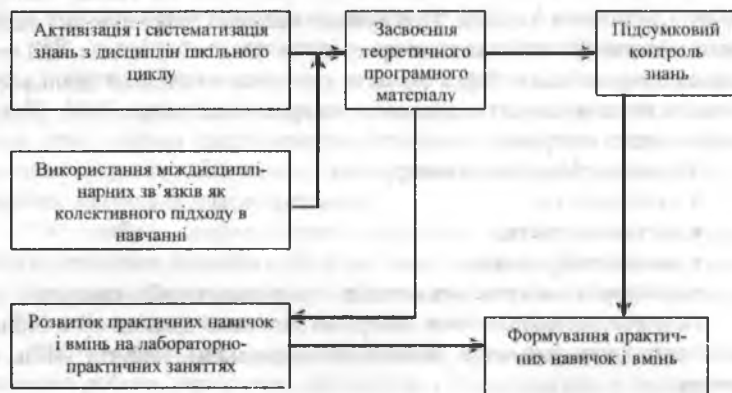 Активізація і систематизація
знань з дисциплін шкільного
циклу
Засвоєння
теоретичного
програмного
матеріалу
Підсумковий
контроль
знань
Використання міждисциплі-
нарних зв’язків як
колективного підходу в
навчанні
Розвиток практичних навичок
і вмінь на лабораторно-
практичних заняттях
Формування практич-
них навичок і вмінь